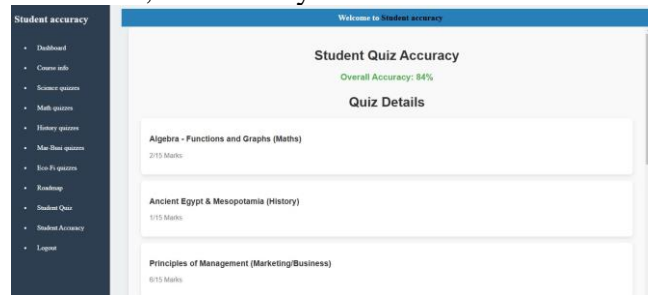 Student accuracy
Welcome to Student accuracy
Dashboard
Course info
Science quizzes
Math quizzes
History quizzes
Mar-Busi quizzes
Eco-Fi quizzes
Roadmap
Student Quiz
Student Accuracy
Logout
Student Quiz Accuracy
Overall Accuracy: 84%
Quiz Details
Algebra - Functions and Graphs (Maths)
2/15 Marks
Ancient Egypt & Mesopotamia (History)
1/15 Marks
Principles of Management (Marketing/Business)
6/15 Marks